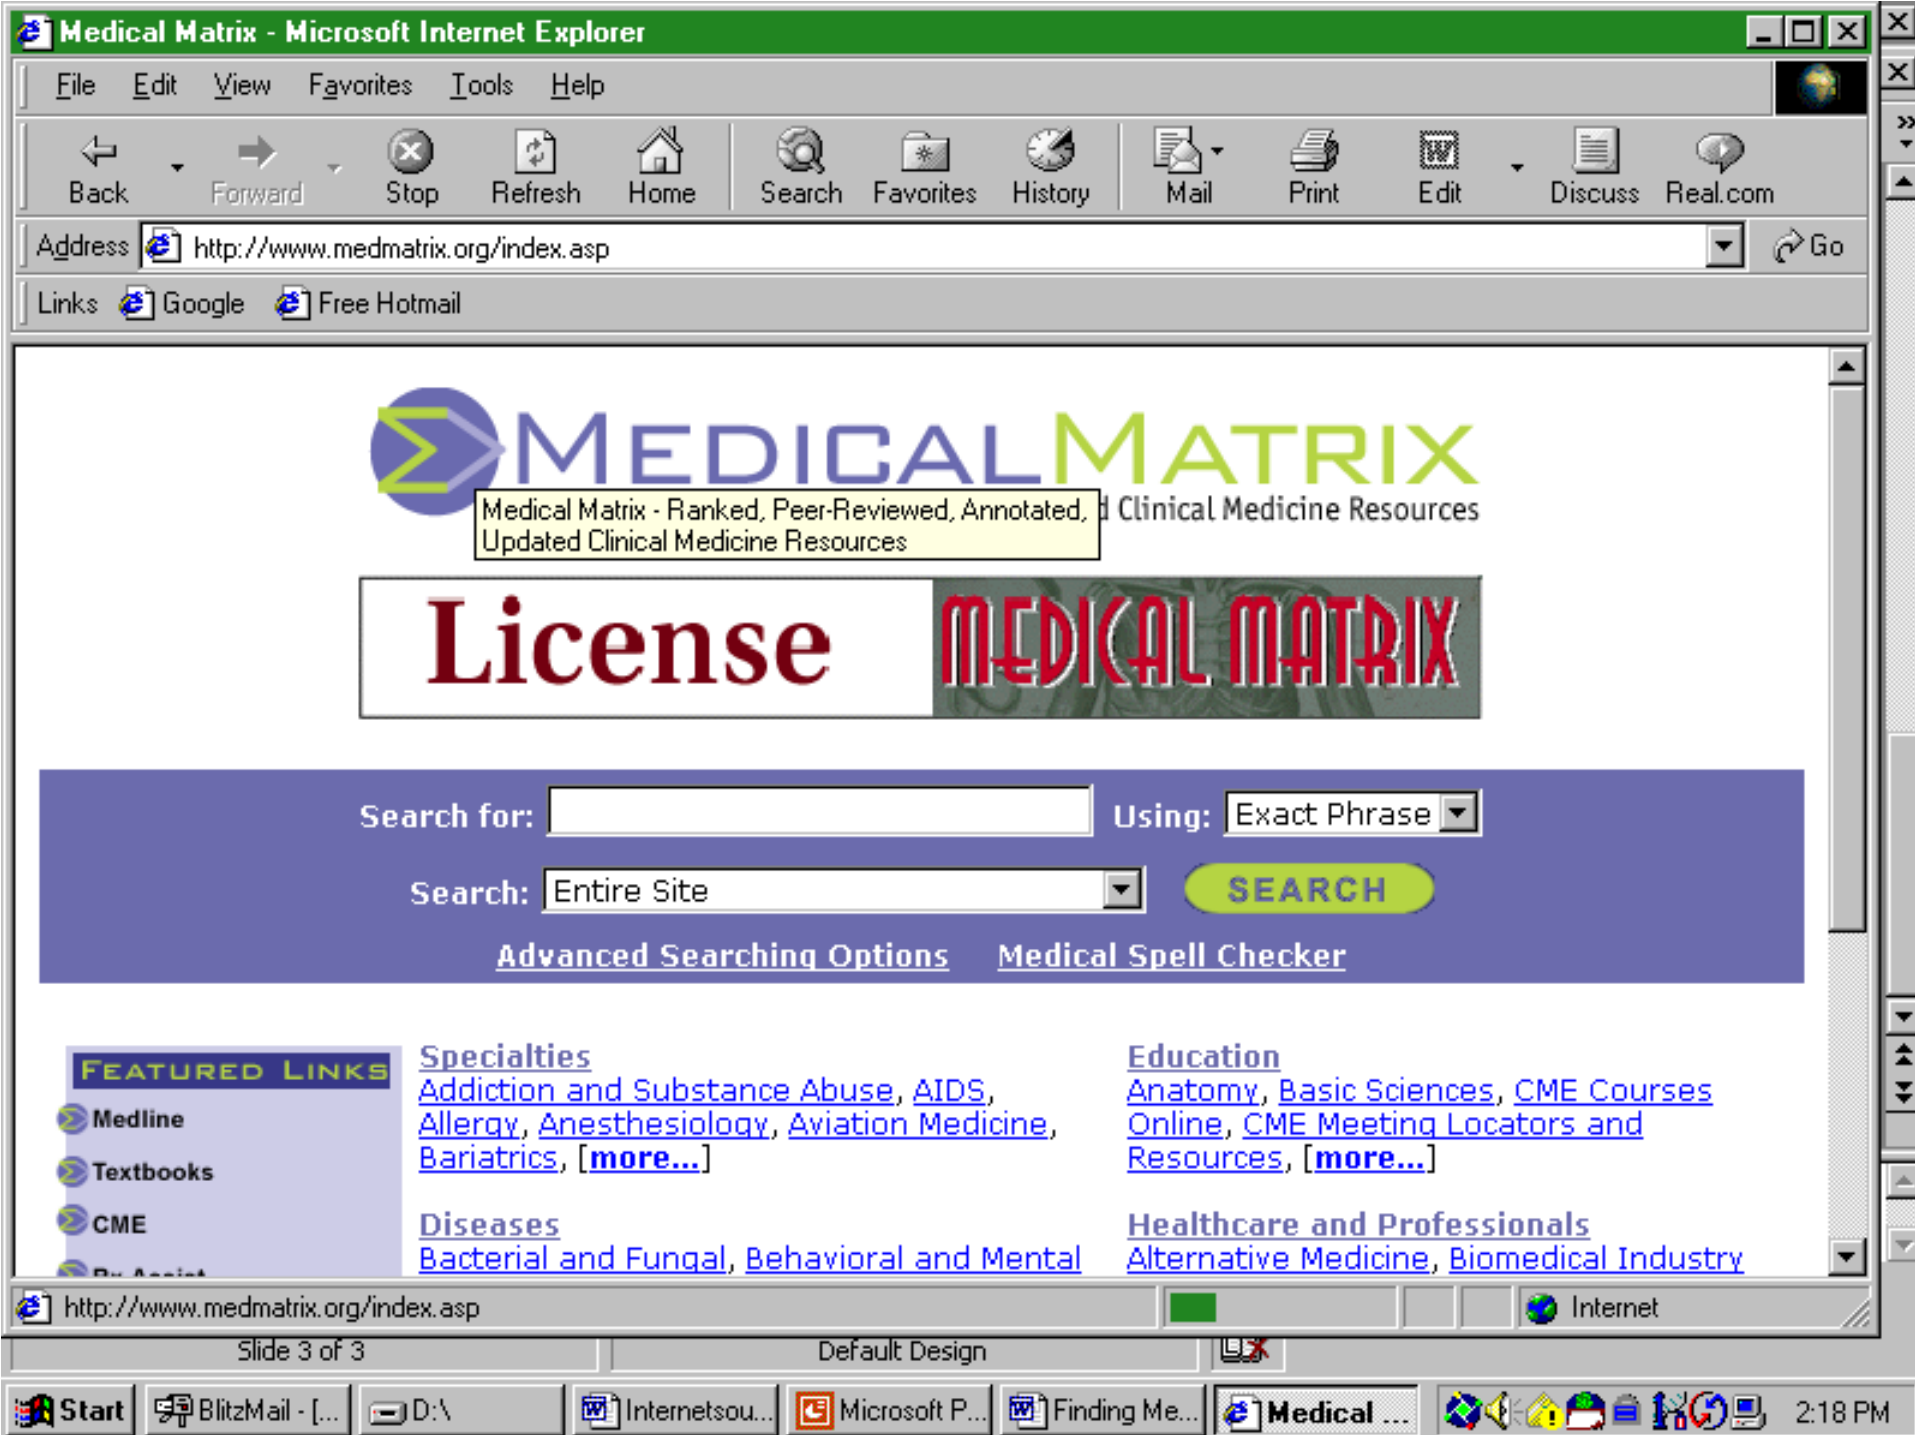 Medical Matrix - Microsoft Internet Explorer
File Edit View Favorites Tools Help
Back Forward Stop Refresh Home Search Favorites History Mail Print Edit Discuss Real.com
Address http://www.medmatrix.org/index.asp Go
Links Google Free Hotmail
MEDICALMATRIX
d Clinical Medicine Resources
Medical Matrix - Ranked, Peer-Reviewed, Annotated,
Updated Clinical Medicine Resources
License MEDICAL MATRIX
Search for: Using: Exact Phrase
Search: Entire Site SEARCH
Advanced Searching Options Medical Spell Checker
FEATURED LINKS
Medline
Textbooks
CME
Rx Assist
Specialties
Addiction and Substance Abuse, AIDS,
Allergy, Anesthesiology, Aviation Medicine,
Bariatrics, [more...]
Diseases
Bacterial and Fungal, Behavioral and Mental
Education
Anatomy, Basic Sciences, CME Courses
Online, CME Meeting Locators and
Resources, [more...]
Healthcare and Professionals
Alternative Medicine, Biomedical Industry
http://www.medmatrix.org/index.asp Internet
Slide 3 of 3 Default Design
Start BlitzMail - [... D:\ Internetsou... Microsoft P... Finding Me... Medical ... 2:18 PM